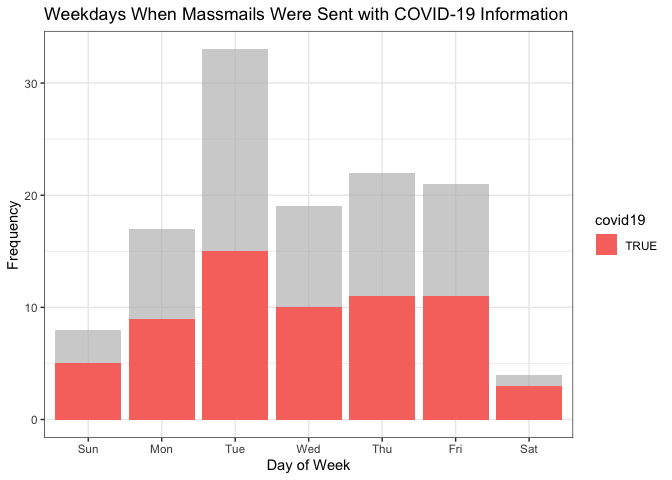 Weekdays When Massmails Were Sent with COVID-19 Information
30
20
10
0
Frequency
Sun Mon Tue Wed Thu Fri Sat
Day of Week
covid19
TRUE